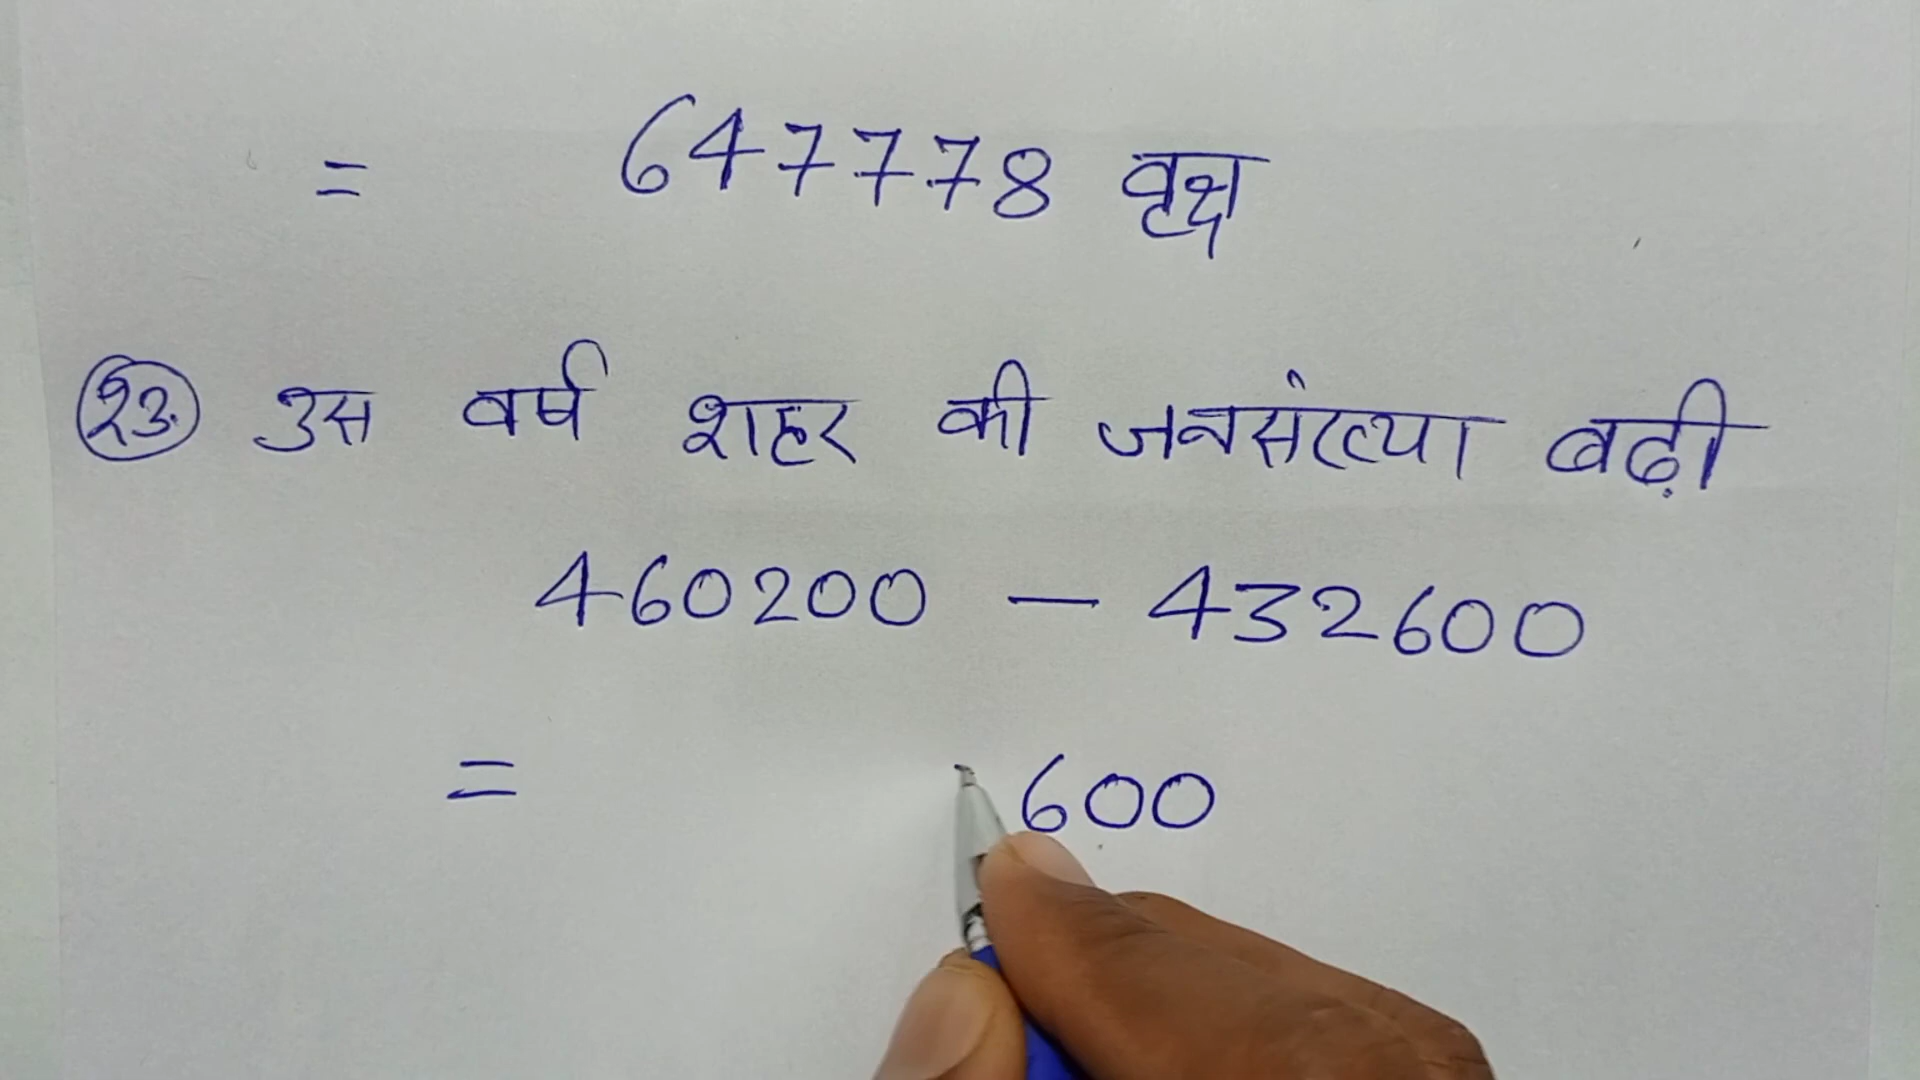 = 647778 वृक्ष
23. उस वर्ष शहर की जनसंख्या बढ़ी
460200 - 432600
= 600